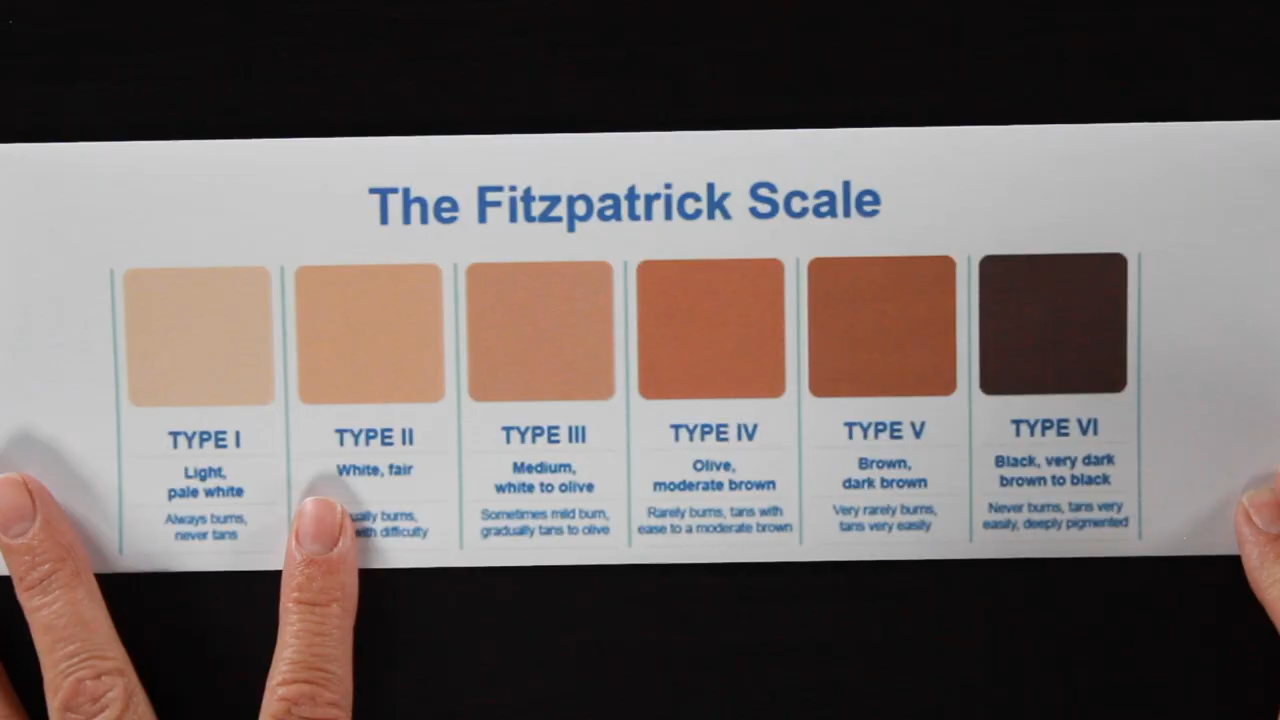 The Fitzpatrick Scale
TYPE I
Light,
pale white
Always burns,
never tans
TYPE II
White, fair
burns,
with difficulty
TYPE III
Medium,
white to olive
Sometimes mild burn,
gradually tans to olive
TYPE IV
Olive,
moderate brown
Rarely burns, tans with
ease to a moderate brown
TYPE V
Brown,
dark brown
Very rarely burns,
tans very easily
TYPE VI
Black, very dark
brown to black
Never burns, tans very
easily, deeply pigmented